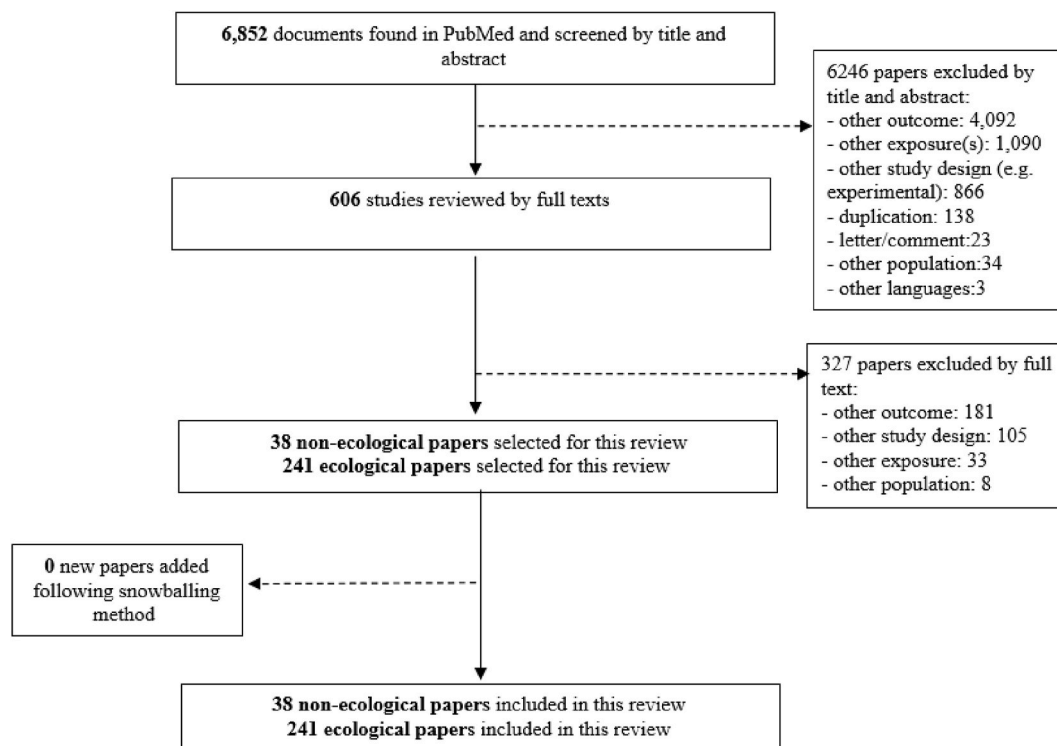 6,852 documents found in PubMed and screened by title and
abstract
6246 papers excluded by
title and abstract:
- other outcome: 4,092
- other exposure(s): 1,090
- other study design (e.g.
experimental): 866
- duplication: 138
- letter/comment:23
- other population:34
- other languages:3
606 studies reviewed by full texts
327 papers excluded by full
text:
- other outcome: 181
- other study design: 105
- other exposure: 33
- other population: 8
38 non-ecological papers selected for this review
241 ecological papers selected for this review
0 new papers added
following snowballing
method
38 non-ecological papers included in this review
241 ecological papers included in this review